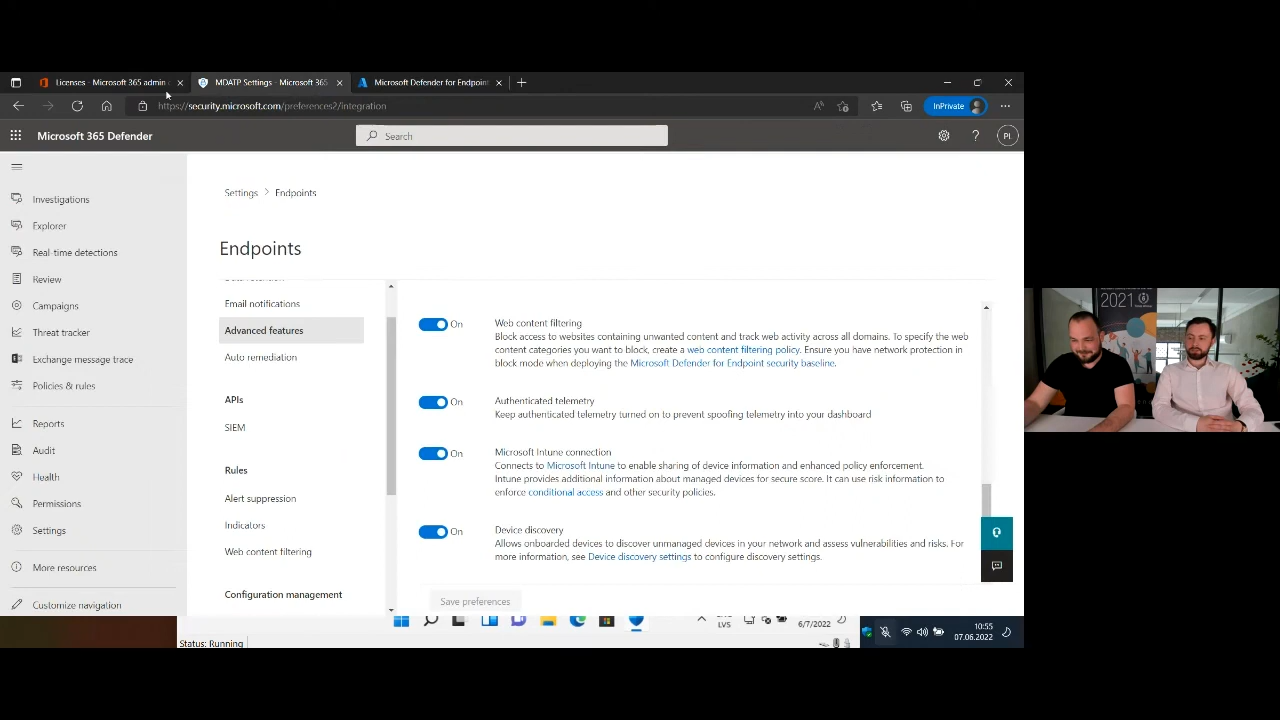 Licenses - Microsoft 365 admin
MDATP Settings - Microsoft 365
Microsoft Defender for Endpoint
https://security.microsoft.com/preferences2/integration
InPrivate
Microsoft 365 Defender
Search
PL
Investigations
Explorer
Real-time detections
Review
Campaigns
Threat tracker
Exchange message trace
Policies & rules
Reports
Audit
Health
Permissions
Settings
More resources
Customize navigation
Settings > Endpoints
Endpoints
Email notifications
Advanced features
Auto remediation
APIs
SIEM
Rules
Alert suppression
Indicators
Web content filtering
Configuration management
On
Web content filtering
Block access to websites containing unwanted content and track web activity across all domains. To specify the web
content categories you want to block, create a web content filtering policy. Ensure you have network protection in
block mode when deploying the Microsoft Defender for Endpoint security baseline.
On
Authenticated telemetry
Keep authenticated telemetry turned on to prevent spoofing telemetry into your dashboard
On
Microsoft Intune connection
Connects to Microsoft Intune to enable sharing of device information and enhanced policy enforcement.
Intune provides additional information about managed devices for secure score. It can use risk information to
enforce conditional access and other security policies.
On
Device discovery
Allows onboarded devices to discover unmanaged devices in your network and assess vulnerabilities and risks. For
more information, see Device discovery settings to configure discovery settings.
Save preferences
LVS
6/7/2022
Status: Running
10:55
07.06.2022
2021